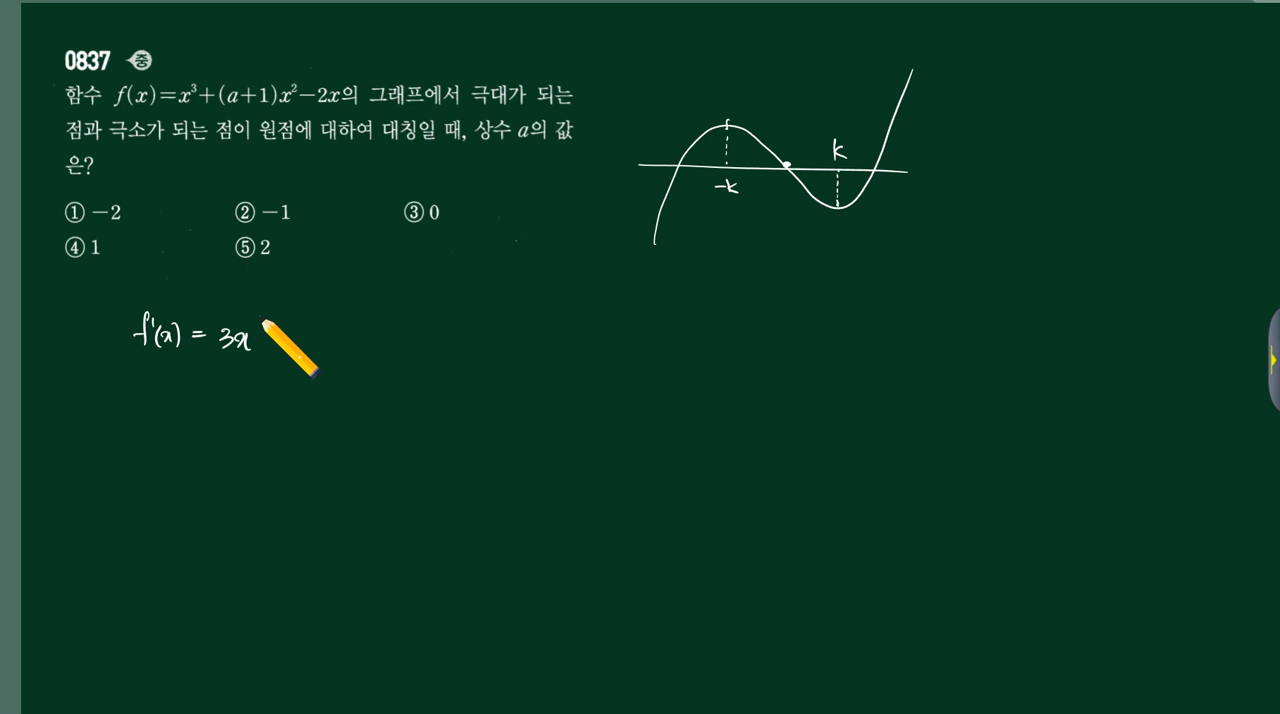 0837 중
함수 f(x)=x³+(a+1)x²-2x의 그래프에서 극대가 되는
점과 극소가 되는 점이 원점에 대하여 대칭일 때, 상수 a의 값
은?
① -2 ② -1 ③ 0
④ 1 ⑤ 2
-k
k
f'(x) = 3x